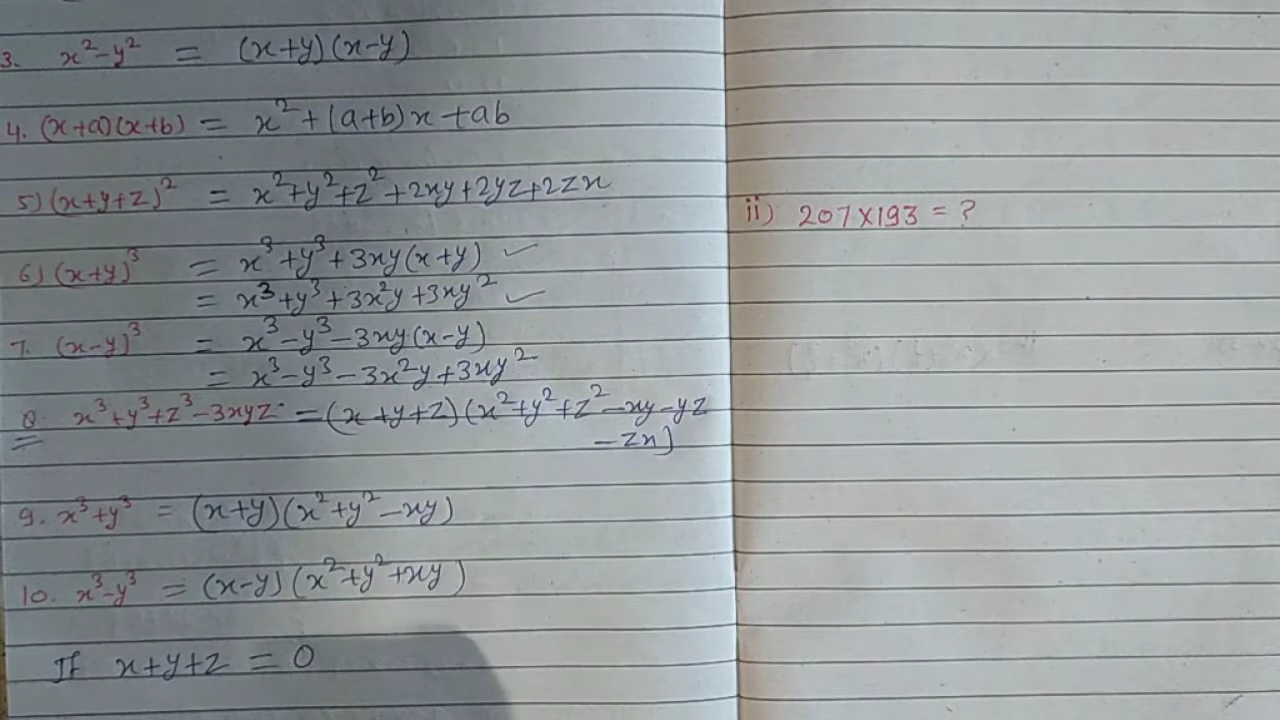 3. x²-y² = (x+y)(x-y)
4. (x+a)(x+b) = x²+(a+b)x+ab
5) (x+y+z)² = x²+y²+z²+2xy+2yz+2zx
6) (x+y)³ = x³+y³+3xy(x+y) ✓
= x³+y³+3x²y+3xy² ✓
7. (x-y)³ = x³-y³-3xy(x-y)
= x³-y³-3x²y+3xy²
8. x³+y³+z³-3xyz = (x+y+z)(x²+y²+z²-xy-yz
-zx)
9. x³+y³ = (x+y)(x²+y²-xy)
10. x³-y³ = (x-y)(x²+y²+xy)
If x+y+z = 0
ii) 207×193 = ?